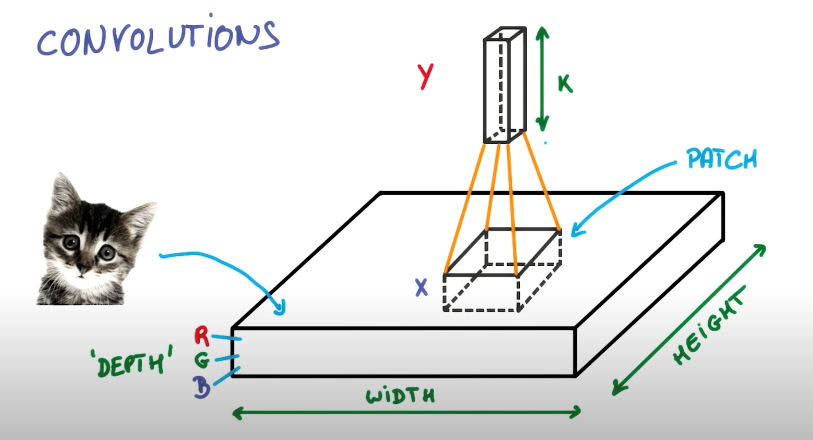 CONVOLUTIONS
Y
K
PATCH
X
R
'DEPTH' G
B
WIDTH
HEIGHT